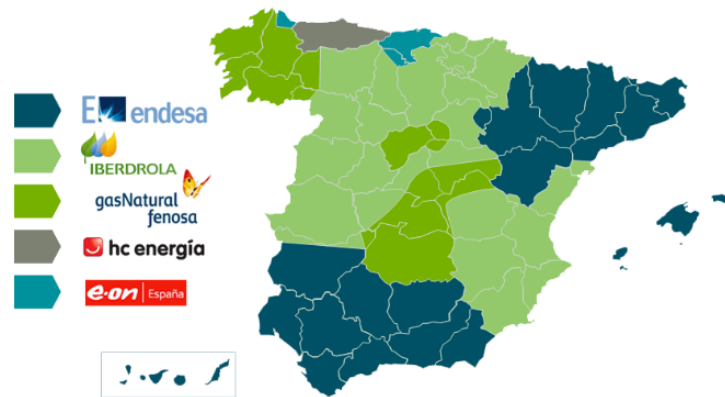 endesa
IBERDROLA
gasNatural
fenosa
hc energía
e·on | España